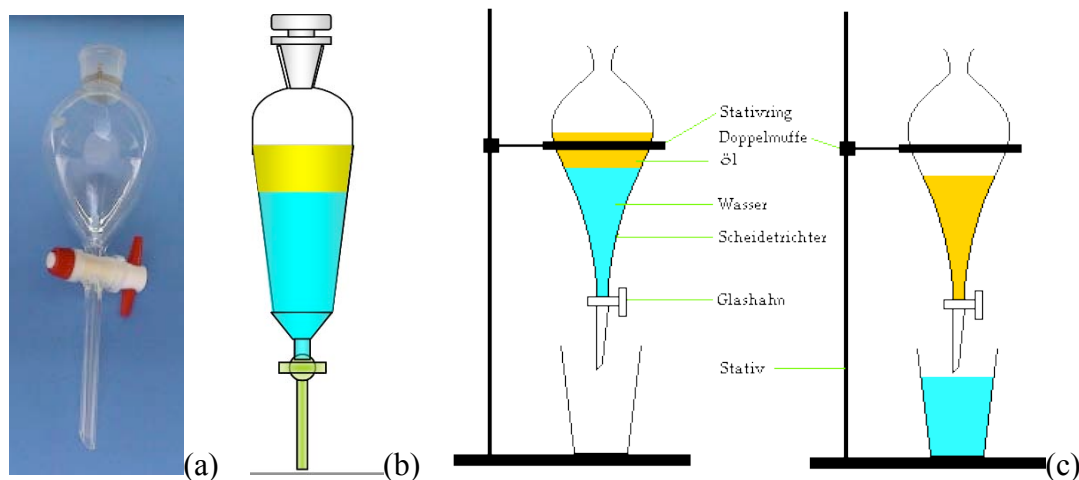 Stativring
Doppelmuffe
Öl
Wasser
Scheidetrichter
Glashahn
Stativ
(a)
(b)
(c)